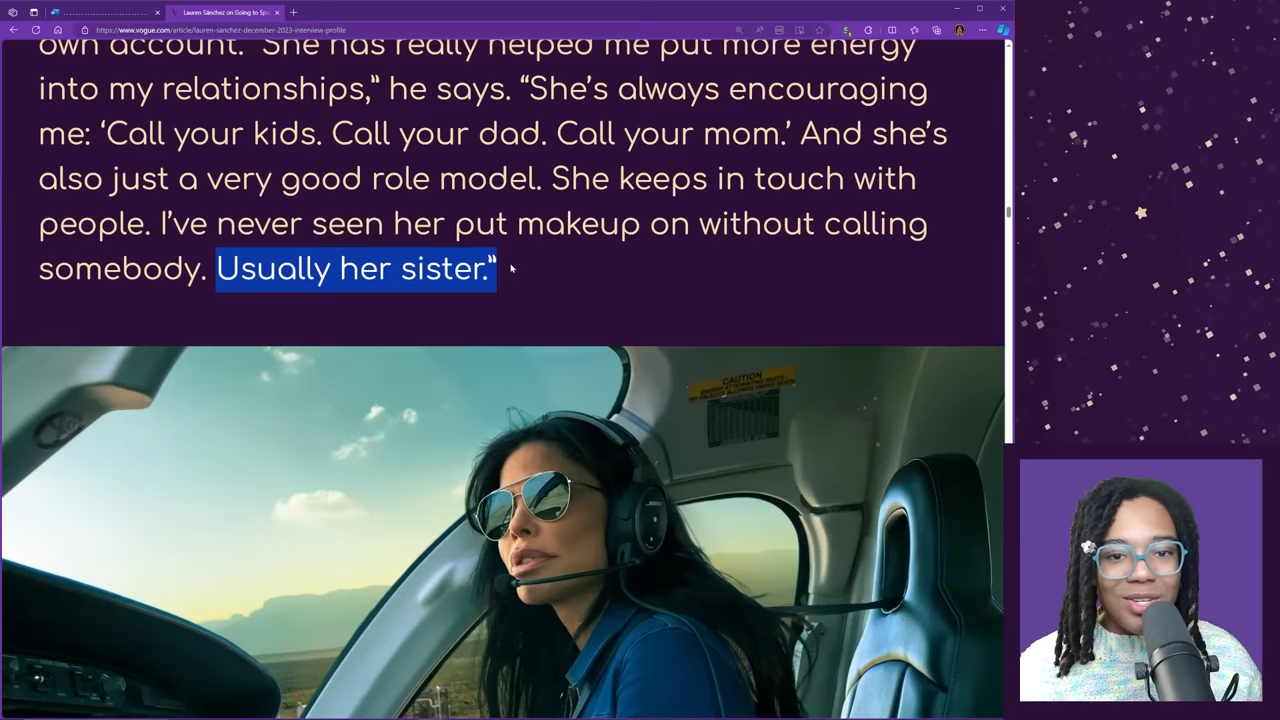 Lauren Sánchez on Going to Sp
https://www.vogue.com/article/lauren-sanchez-december-2023-interview-profile
own account. “She has really helped me put more energy
into my relationships,” he says. “She’s always encouraging
me: ‘Call your kids. Call your dad. Call your mom.’ And she’s
also just a very good role model. She keeps in touch with
people. I’ve never seen her put makeup on without calling
somebody. Usually her sister.”
CAUTION